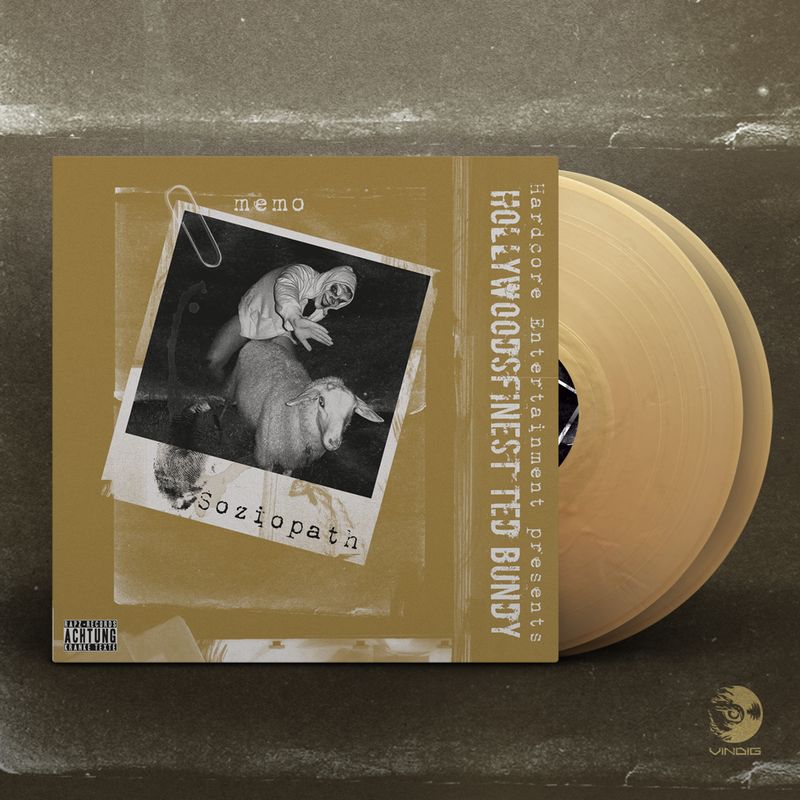 memo
Soziopath
Hardcore Entertainment presents
HOLLYWOODSFINEST TED BUNDY
RAPZ-RECORDS
ACHTUNG
KRANKE TEXTE
VINDIG